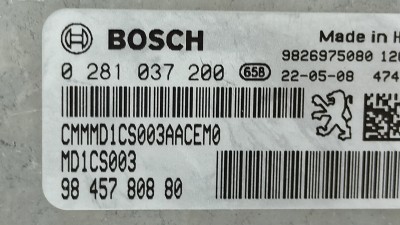 BOSCH
Made in H
9826975080 120
0 281 037 200 658 22-05-08 474
CMMMD1CS003AACEM0
MD1CS003
98 457 808 80